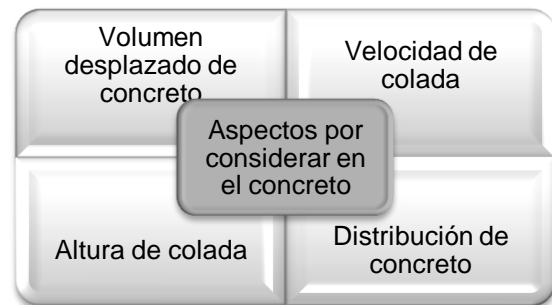 Volumen
desplazado de
concreto
Velocidad de
colada
Aspectos por
considerar en
el concreto
Altura de colada
Distribución de
concreto